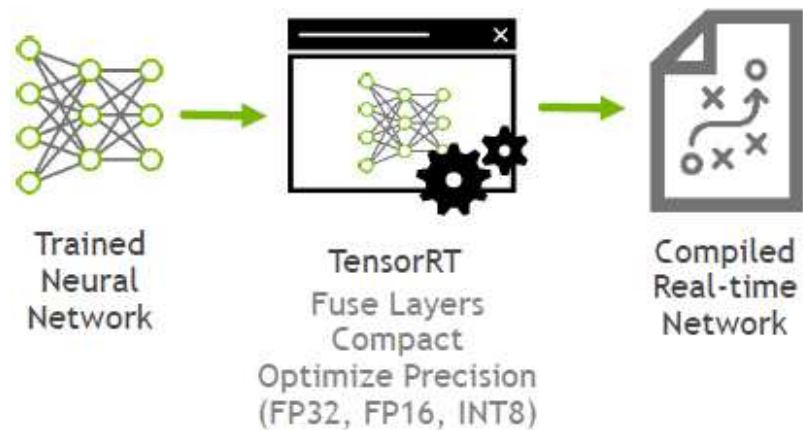 Trained
Neural
Network
TensorRT
Fuse Layers
Compact
Optimize Precision
(FP32, FP16, INT8)
Compiled
Real-time
Network